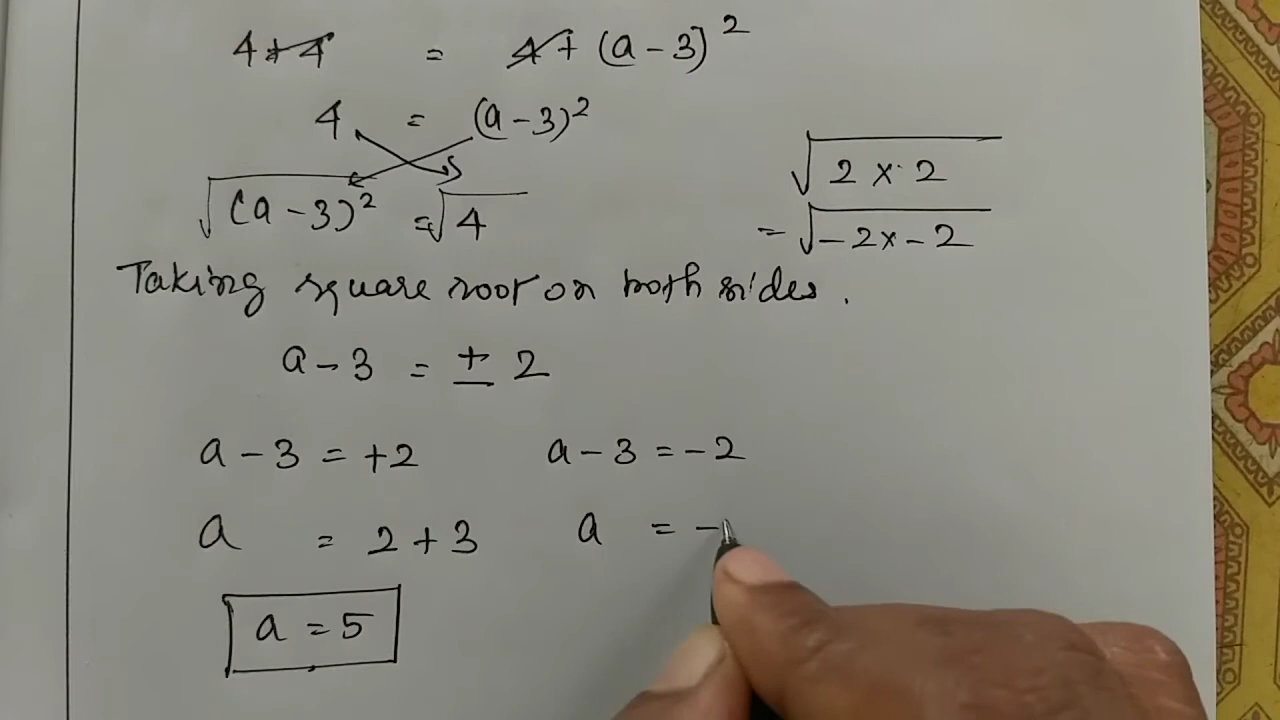 4+4 = 4+ (a-3)²
4 = (a-3)²
√(a-3)² = √4
√2 x 2
= √-2x-2
Taking square root on both sides.
a-3 = ± 2
a-3 = +2
a = 2+3
a = 5
a-3 = -2
a = -